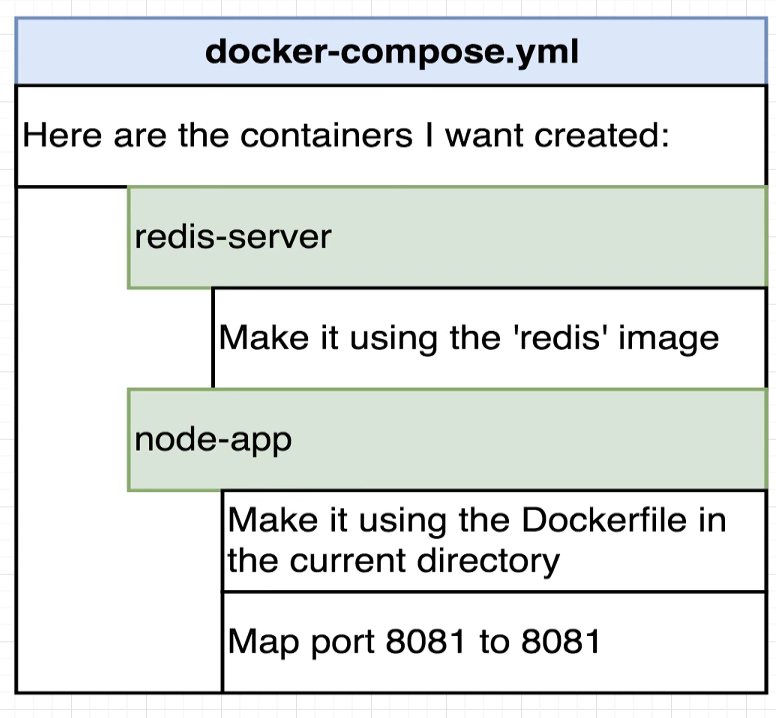 docker-compose.yml
Here are the containers I want created:
redis-server
Make it using the 'redis' image
node-app
Make it using the Dockerfile in
the current directory
Map port 8081 to 8081